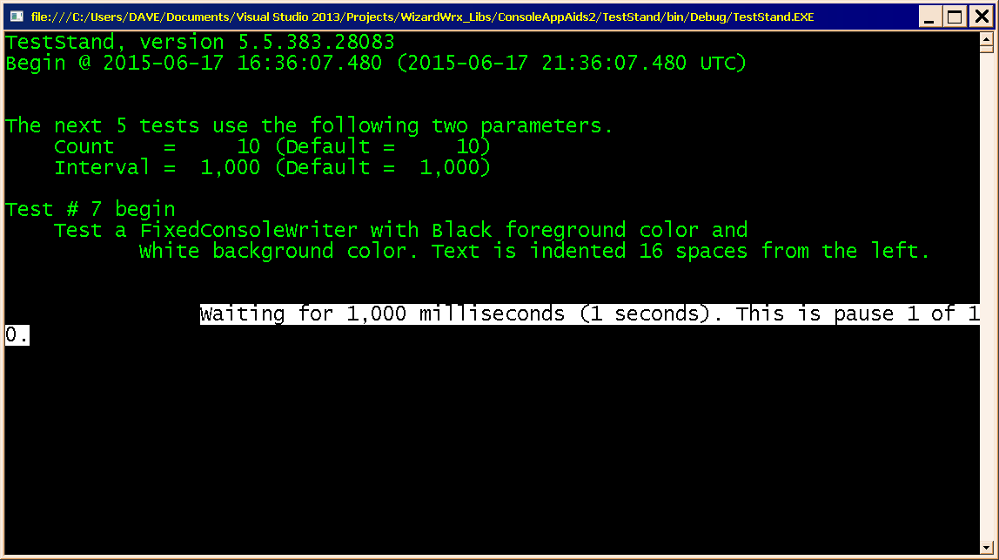 file:///C:/Users/DAVE/Documents/Visual Studio 2013/Projects/WizardWrx_Libs/ConsoleAppAids2/TestStand/bin/Debug/TestStand.EXE
TestStand, version 5.5.383.28083
Begin @ 2015-06-17 16:36:07.480 (2015-06-17 21:36:07.480 UTC)
The next 5 tests use the following two parameters.
Count    =     10 (Default =     10)
Interval =  1,000 (Default =  1,000)
Test # 7 begin
Test a FixedConsoleWriter with Black foreground color and
White background color. Text is indented 16 spaces from the left.
Waiting for 1,000 milliseconds (1 seconds). This is pause 1 of 1
0.